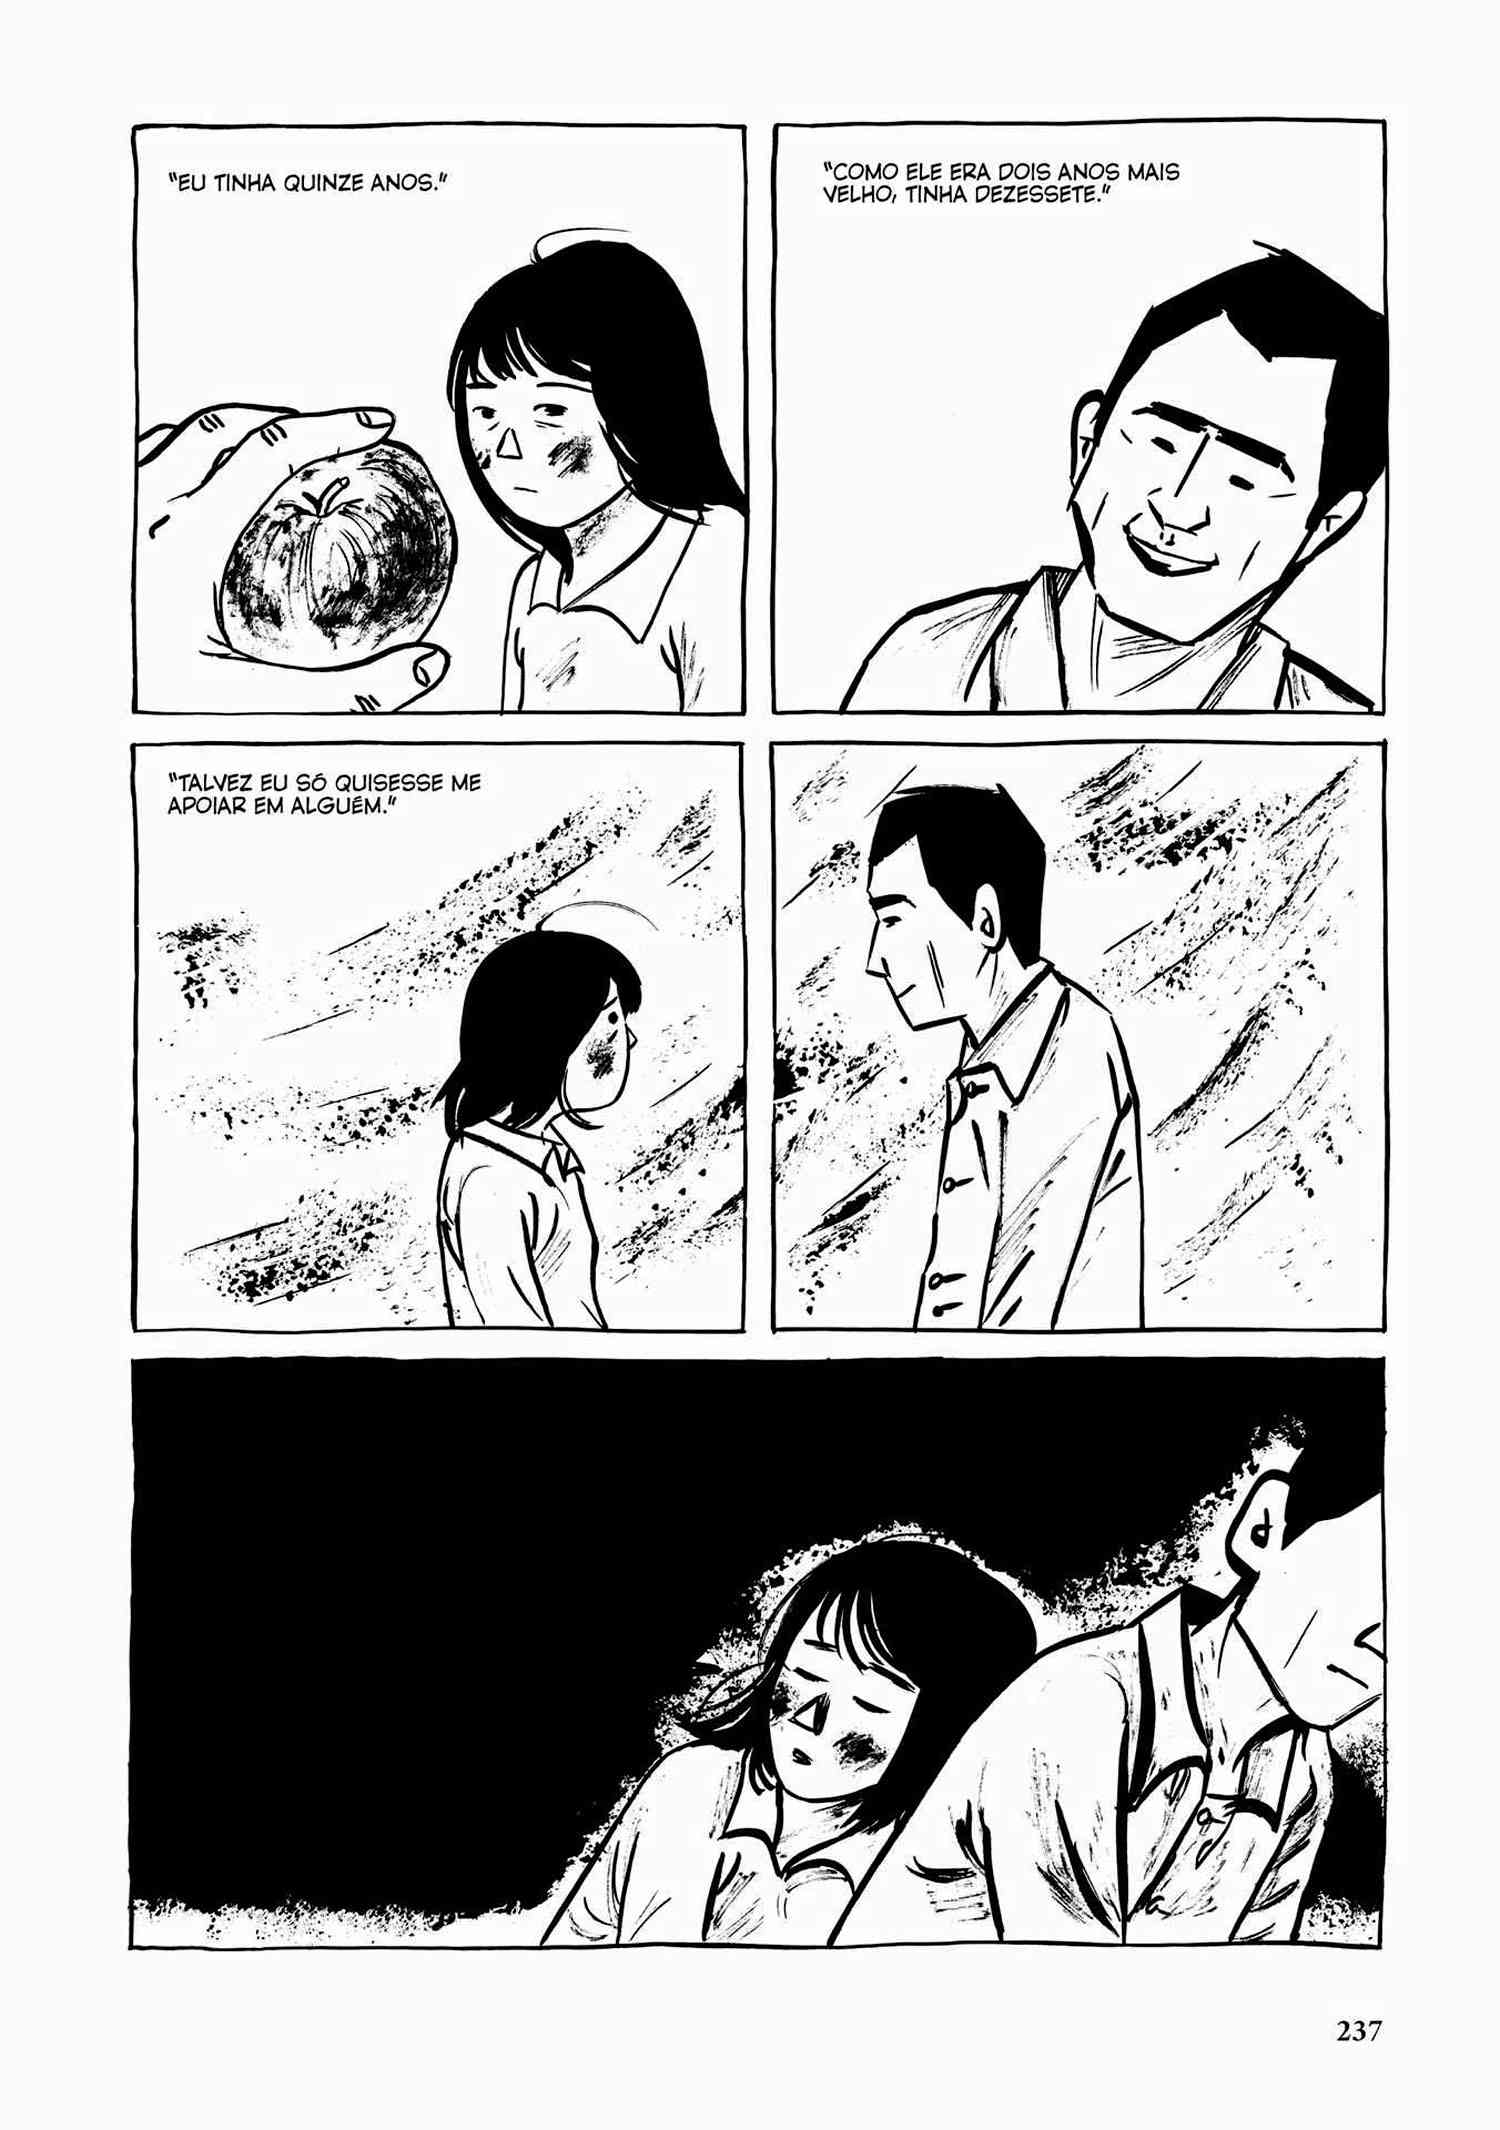 "EU TINHA QUINZE ANOS."
"COMO ELE ERA DOIS ANOS MAIS
VELHO, TINHA DEZESSETE."
"TALVEZ EU SÓ QUISESSE ME
APOIAR EM ALGUÉM."
237